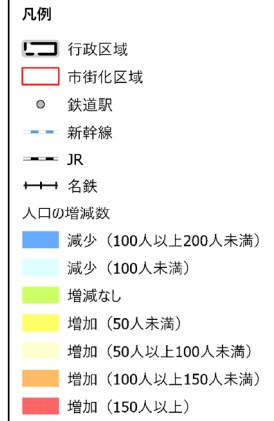 凡例
行政区域
市街化区域
鉄道駅
新幹線
JR
名鉄
人口の増減数
減少（100人以上200人未満）
減少（100人未満）
増減なし
増加（50人未満）
増加（50人以上100人未満）
増加（100人以上150人未満）
増加（150人以上）